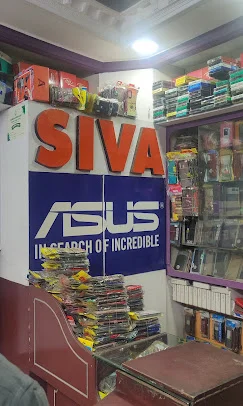 SIVA
ASUS
IN SEARCH OF INCREDIBLE